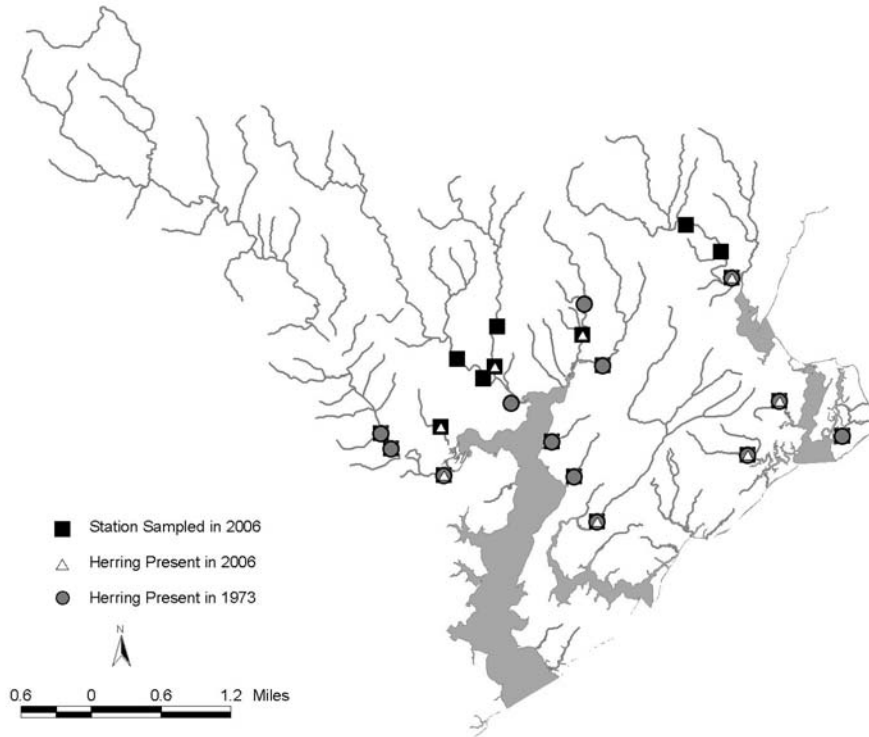 Station Sampled in 2006
Herring Present in 2006
Herring Present in 1973
N
0.6 0 0.6 1.2 Miles